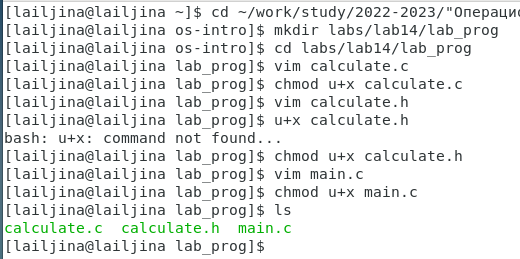 [lailjina@lailjina ~]$ cd ~/work/study/2022-2023/"Операцио
[lailjina@lailjina os-intro]$ mkdir labs/lab14/lab_prog
[lailjina@lailjina os-intro]$ cd labs/lab14/lab_prog
[lailjina@lailjina lab_prog]$ vim calculate.c
[lailjina@lailjina lab_prog]$ chmod u+x calculate.c
[lailjina@lailjina lab_prog]$ vim calculate.h
[lailjina@lailjina lab_prog]$ u+x calculate.h
bash: u+x: command not found...
[lailjina@lailjina lab_prog]$ chmod u+x calculate.h
[lailjina@lailjina lab_prog]$ vim main.c
[lailjina@lailjina lab_prog]$ chmod u+x main.c
[lailjina@lailjina lab_prog]$ ls
calculate.c  calculate.h  main.c
[lailjina@lailjina lab_prog]$